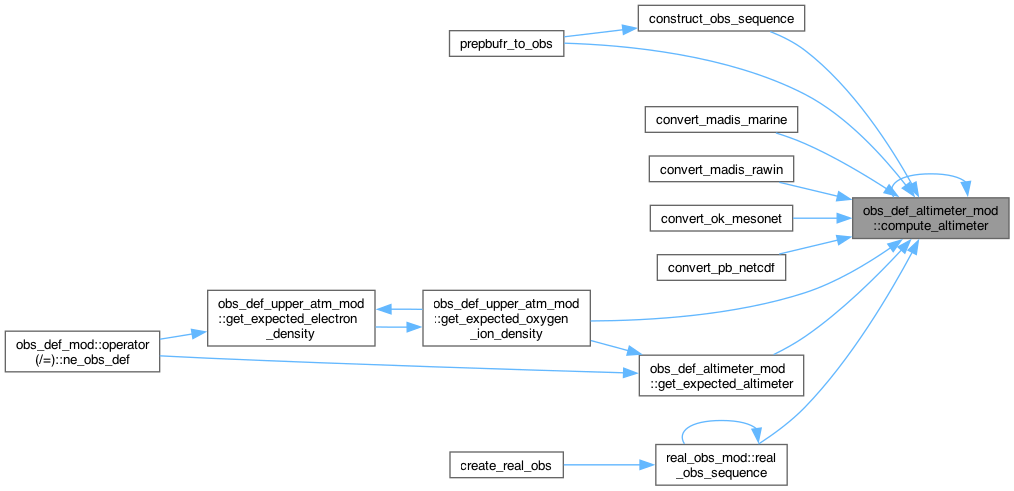 construct_obs_sequence
prepbufr_to_obs
convert_madis_marine
convert_madis_rawin
obs_def_altimeter_mod
::compute_altimeter
convert_ok_mesonet
convert_pb_netcdf
obs_def_upper_atm_mod
::get_expected_electron
_density
obs_def_upper_atm_mod
::get_expected_oxygen
_ion_density
obs_def_mod::operator
(/=)::ne_obs_def
obs_def_altimeter_mod
::get_expected_altimeter
create_real_obs
real_obs_mod::real
_obs_sequence